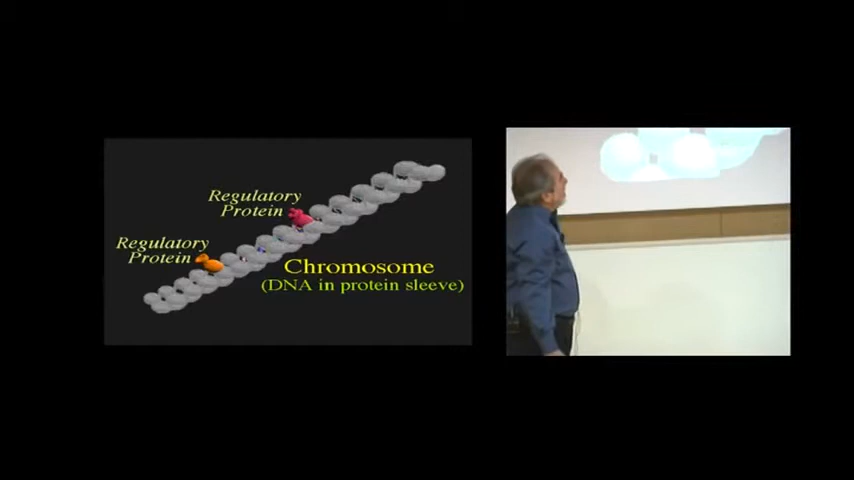 Regulatory
Protein
Regulatory
Protein
Chromosome
(DNA in protein sleeve)